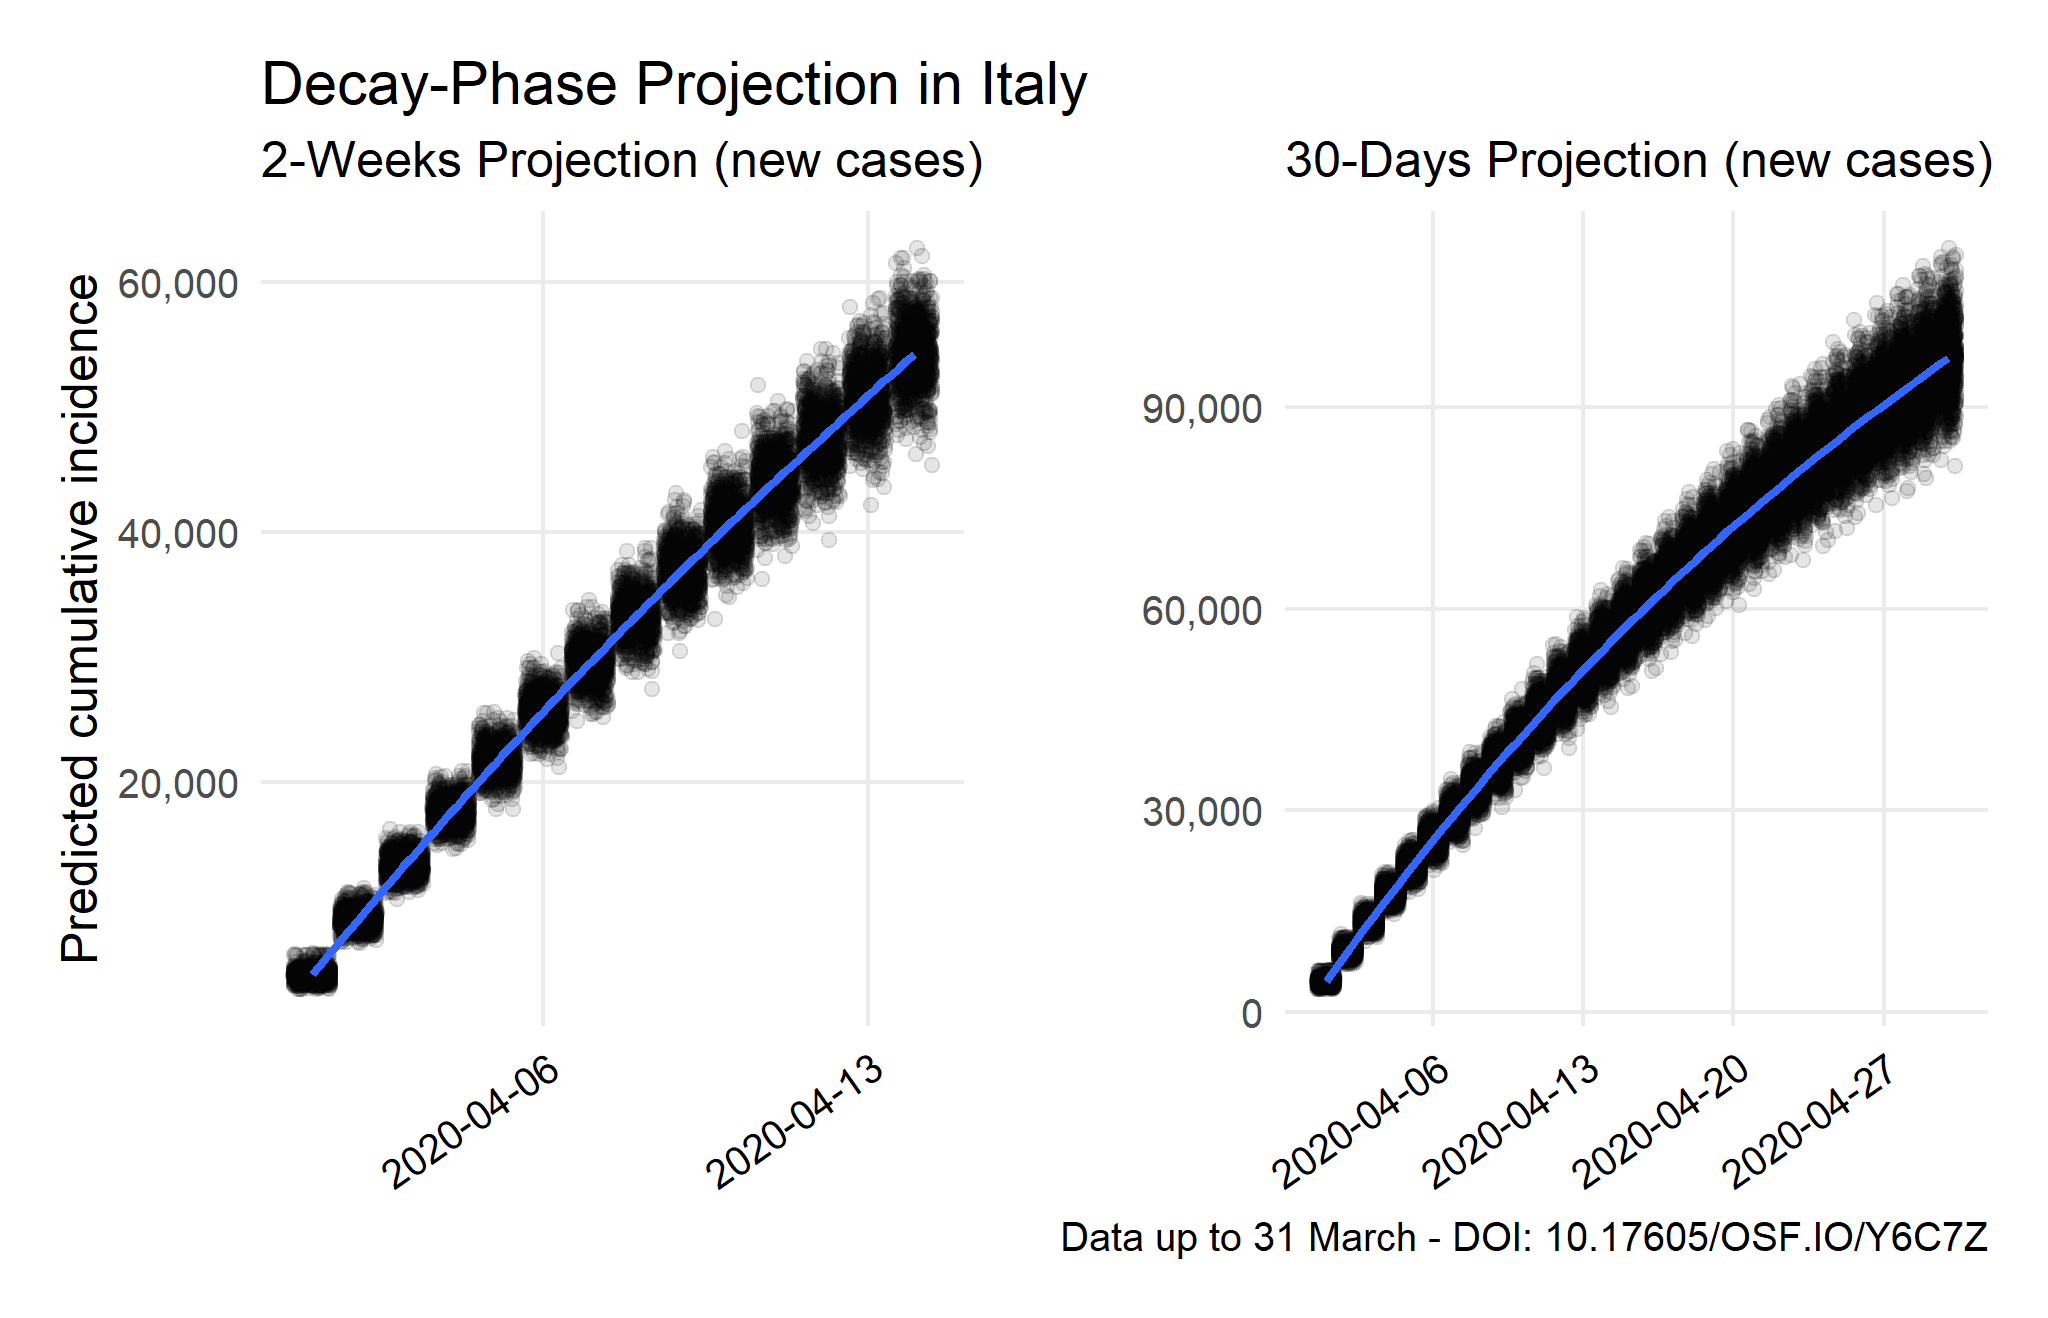 Decay-Phase Projection in Italy
2-Weeks Projection (new cases)
30-Days Projection (new cases)
Predicted cumulative incidence
60,000
40,000
20,000
2020-04-06
2020-04-13
90,000
60,000
30,000
0
2020-04-06
2020-04-13
2020-04-20
2020-04-27
Data up to 31 March - DOI: 10.17605/OSF.IO/Y6C7Z